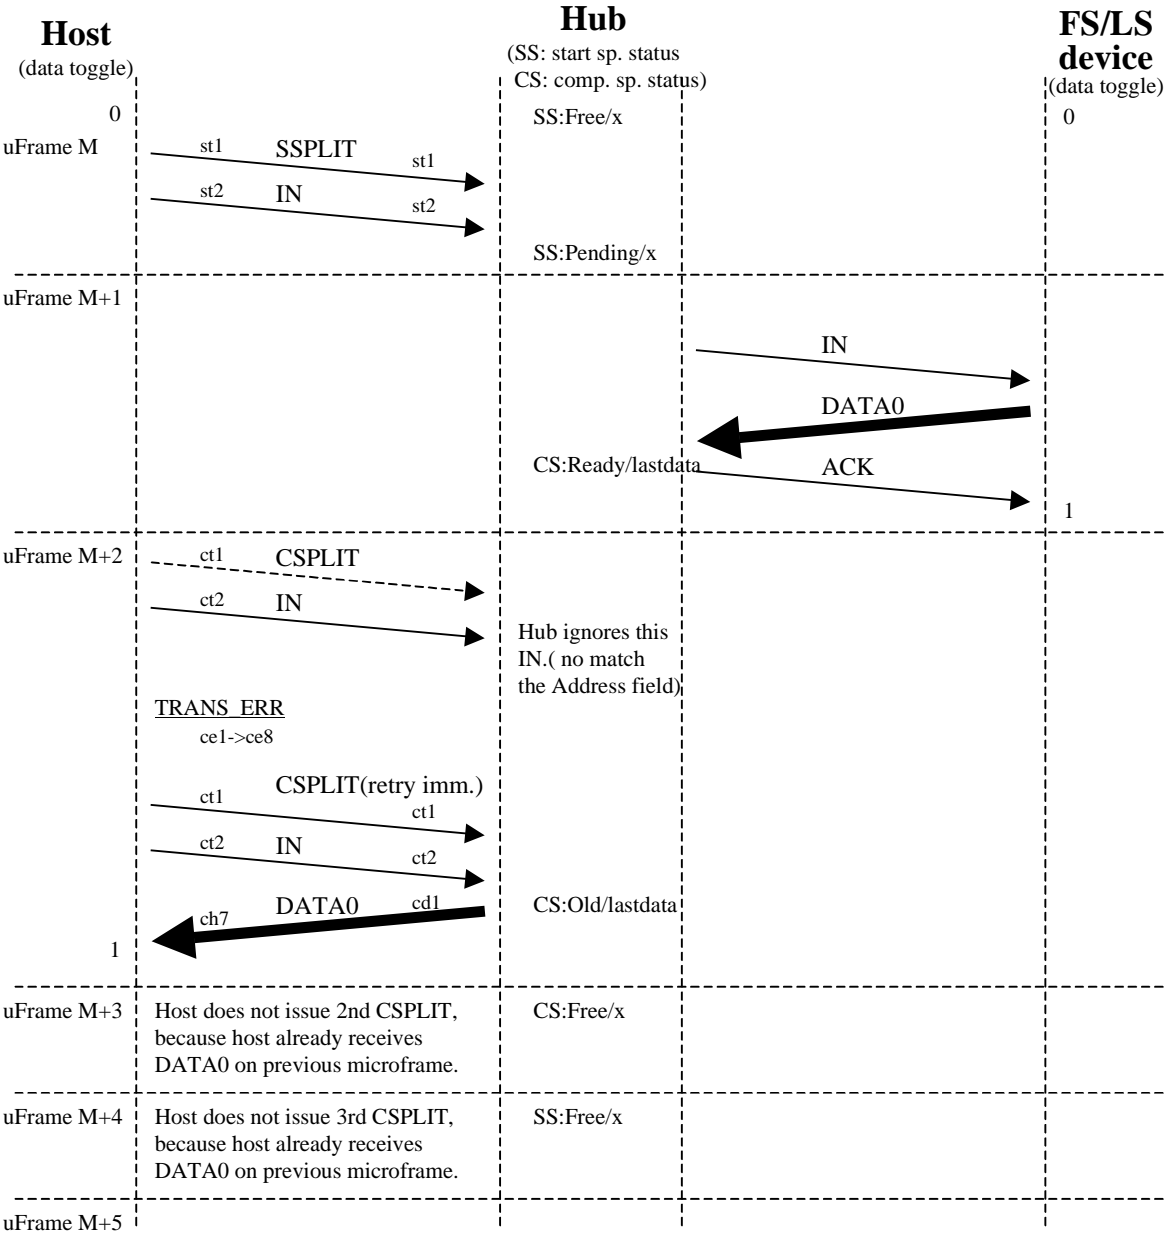 Host
(data toggle)
Hub
(SS: start sp. status
CS: comp. sp. status)
FS/LS
device
(data toggle)
0
SS:Free/x
0
uFrame M
st1
SSPLIT
st1
st2
IN
st2
SS:Pending/x
uFrame M+1
IN
DATA0
CS:Ready/lastdata
ACK
1
uFrame M+2
ct1
CSPLIT
ct2
IN
Hub ignores this
IN.( no match
the Address field)
TRANS_ERR
ce1->ce8
CSPLIT(retry imm.)
ct1
ct1
ct2
IN
ct2
DATA0
cd1
CS:Old/lastdata
ch7
1
uFrame M+3
Host does not issue 2nd CSPLIT,
because host already receives
DATA0 on previous microframe.
CS:Free/x
uFrame M+4
Host does not issue 3rd CSPLIT,
because host already receives
DATA0 on previous microframe.
SS:Free/x
uFrame M+5